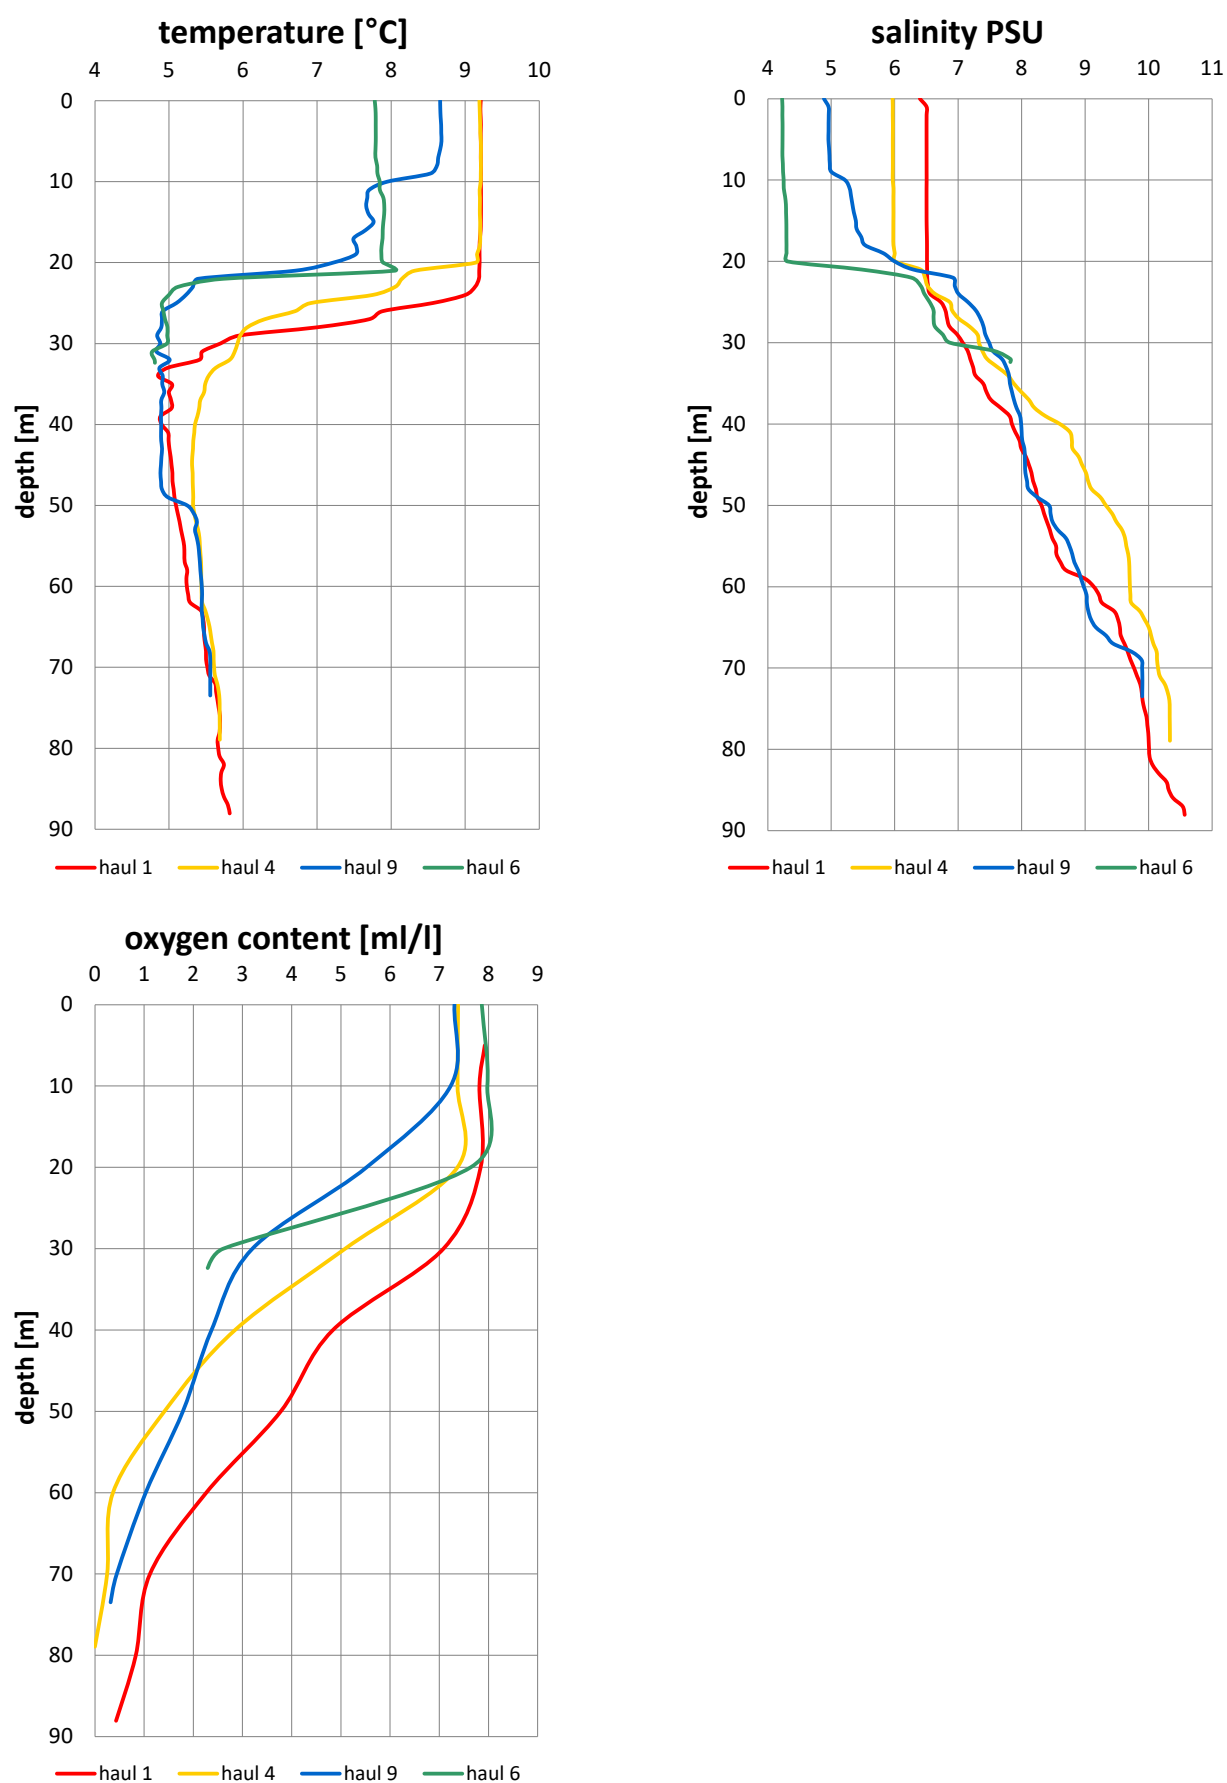 temperature [°C]
4 5 6 7 8 9 10
0
10
20
30
40
50
60
70
80
90
depth [m]
haul 1 haul 4 haul 9 haul 6
salinity PSU
4 5 6 7 8 9 10 11
0
10
20
30
40
50
60
70
80
90
depth [m]
haul 1 haul 4 haul 9 haul 6
oxygen content [ml/l]
0 1 2 3 4 5 6 7 8 9
0
10
20
30
40
50
60
70
80
90
depth [m]
haul 1 haul 4 haul 9 haul 6